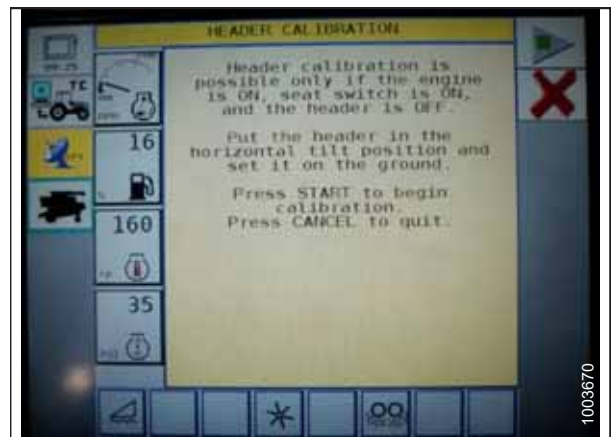 HEADER CALIBRATION
Header calibration is
possible only if the engine
is ON, seat switch is ON,
and the header is OFF.
Put the header in the
horizontal tilt position and
set it on the ground.
Press START to begin
calibration.
Press CANCEL to quit.
TC
16
160
35
1003670